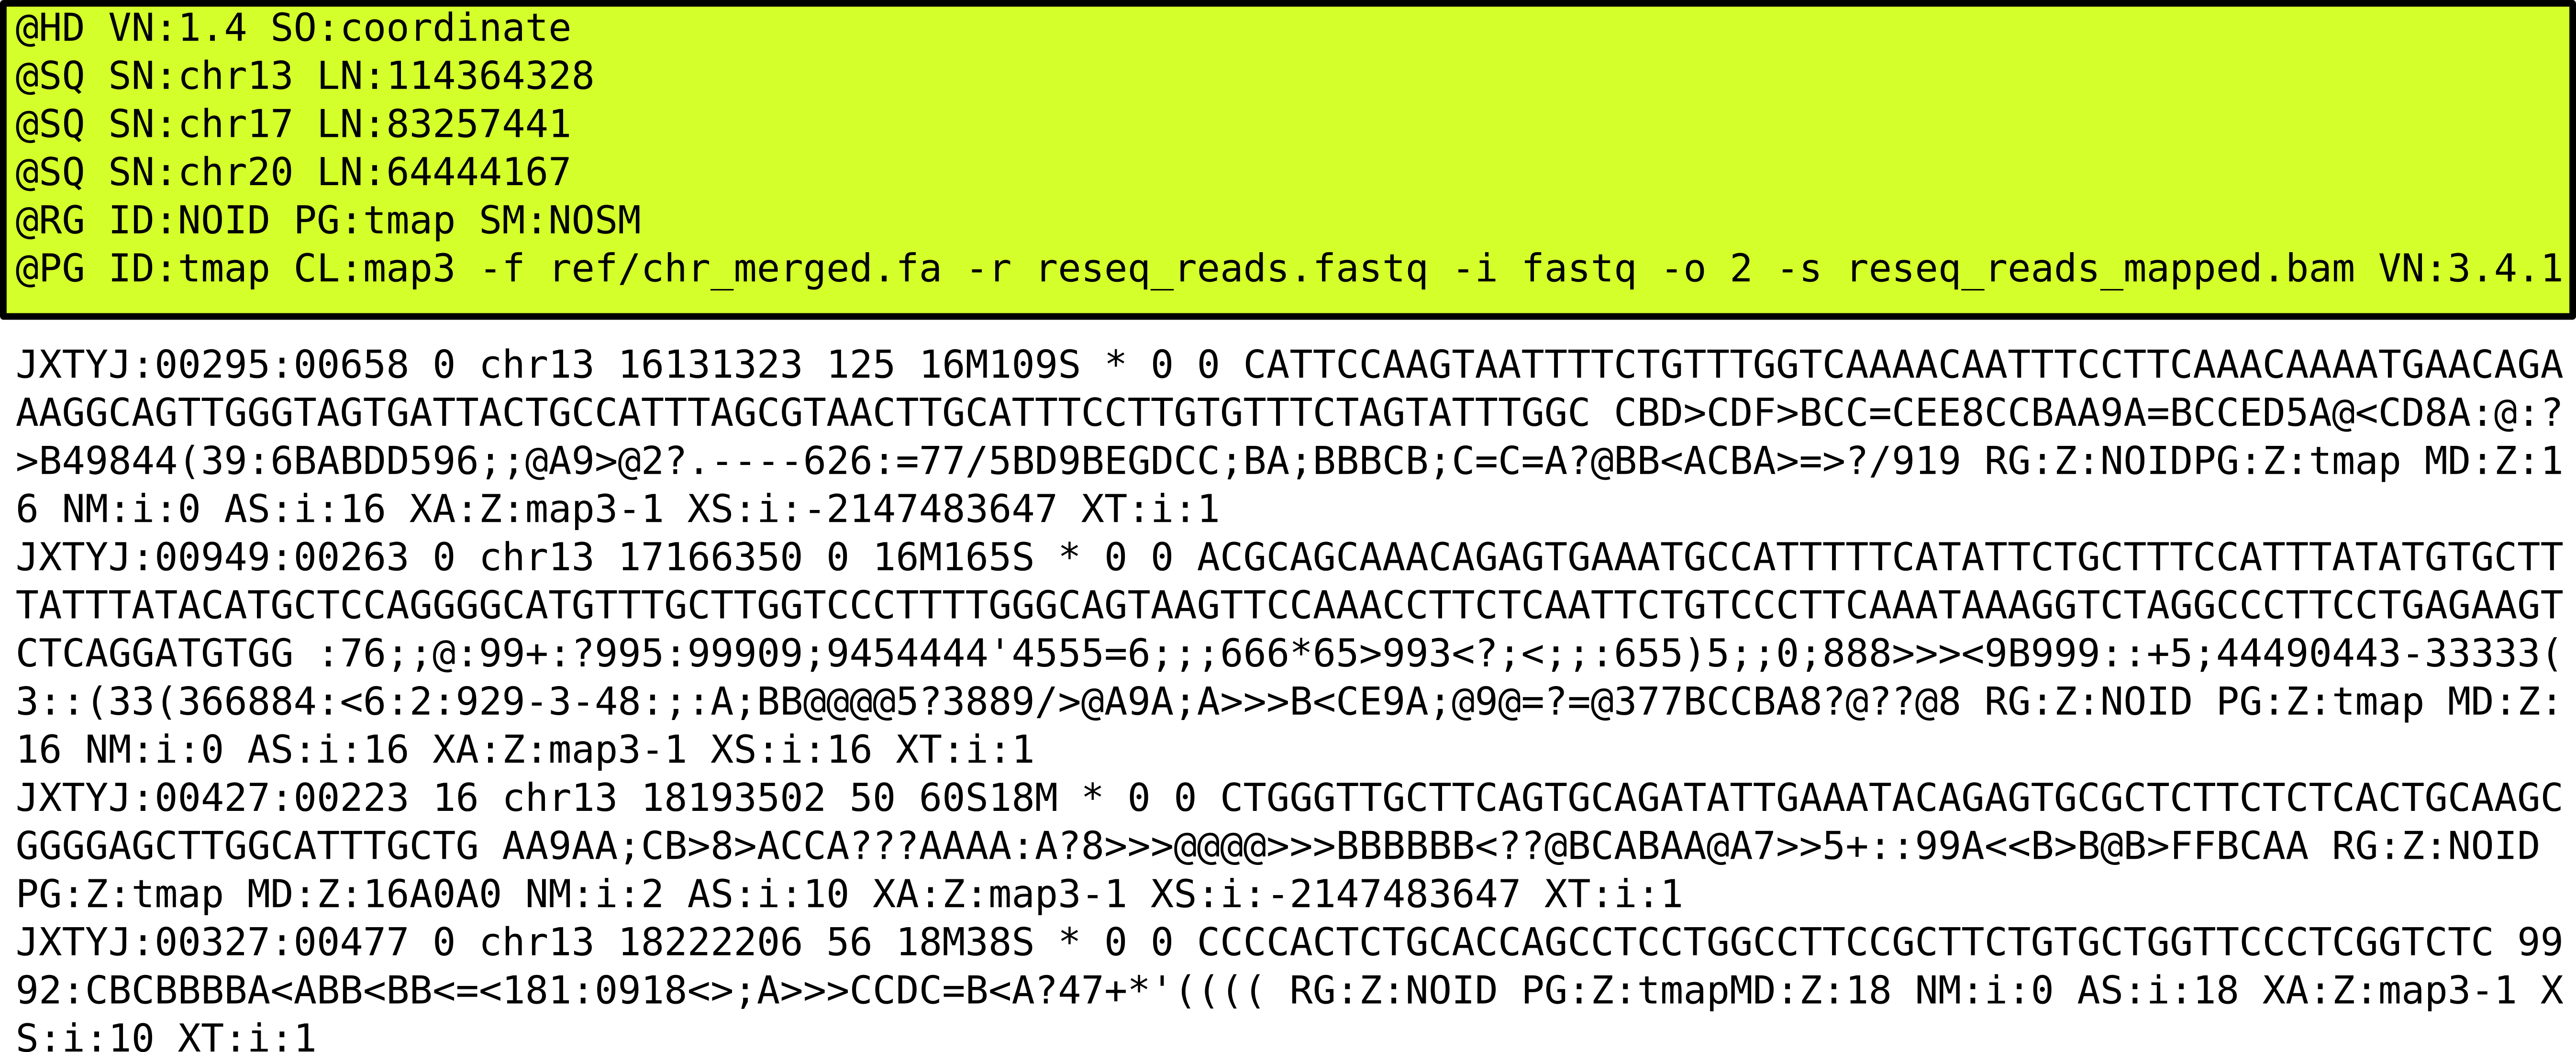 @HD VN:1.4 SO:coordinate
@SQ SN:chr13 LN:114364328
@SQ SN:chr17 LN:83257441
@SQ SN:chr20 LN:64444167
@RG ID:NOID PG:tmap SM:NOSM
@PG ID:tmap CL:map3 -f ref/chr_merged.fa -r reseq_reads.fastq -i fastq -o 2 -s reseq_reads_mapped.bam VN:3.4.1
JXTYJ:00295:00658 0 chr13 16131323 125 16M109S * 0 0 CATTCCAAGTAATTTTCTGTTTGGTCAAAACAATTTCCTTCAAACAAAATGAACAGA
AAGGCAGTTGGGTAGTGATTACTGCCATTTAGCGTAACTTGCATTTCCTTGTGTTTCTAGTATTTGGC CBD>CDF>BCC=CEE8CCBAA9A=BCCED5A@<CD8A:@:?
>B49844(39:6BABDD596;;@A9>@2?.----626:=77/5BD9BEGDCC;BA;BBBCB;C=C=A?@BB<ACBA>=>?/919 RG:Z:NOIDPG:Z:tmap MD:Z:1
6 NM:i:0 AS:i:16 XA:Z:map3-1 XS:i:-2147483647 XT:i:1
JXTYJ:00949:00263 0 chr13 17166350 0 16M165S * 0 0 ACGCAGCAAACAGAGTGAAATGCCATTTTTCATATTCTGCTTTCCATTTATATGTGCTT
TATTTATACATGCTCCAGGGGCATGTTTGCTTGGTCCCTTTTGGGCAGTAAGTTCCAAACCTTCTCAATTCTGTCCCTTCAAATAAAGGTCTAGGCCCTTCCTGAGAAGT
CTCAGGATGTGG :76;;@:99+:?995:99909;9454444'4555=6;;;666*65>993<?;<;;:655)5;;0;888>>><9B999::+5;44490443-33333(
3::(33(366884:<6:2:929-3-48:;:A;BB@@@@5?3889/>@A9A;A>>>B<CE9A;@9@=?=@377BCCBA8?@??@8 RG:Z:NOID PG:Z:tmap MD:Z:
16 NM:i:0 AS:i:16 XA:Z:map3-1 XS:i:16 XT:i:1
JXTYJ:00427:00223 16 chr13 18193502 50 60S18M * 0 0 CTGGGTTGCTTCAGTGCAGATATTGAAATACAGAGTGCGCTCTTCTCTCACTGCAAGC
GGGGAGCTTGGCATTTGCTG AA9AA;CB>8>ACCA???AAAA:A?8>>>@@@@>>>BBBBBB<??@BCABAA@A7>>5+::99A<<B>B@B>FFBCAA RG:Z:NOID
PG:Z:tmap MD:Z:16A0A0 NM:i:2 AS:i:10 XA:Z:map3-1 XS:i:-2147483647 XT:i:1
JXTYJ:00327:00477 0 chr13 18222206 56 18M38S * 0 0 CCCCACTCTGCACCAGCCTCCTGGCCTTCCGCTTCTGTGCTGGTTCCCTCGGTCTC 99
92:CBCBBBBA<ABB<BB<=<181:0918<>;A>>>CCDC=B<A?47+*'(((( RG:Z:NOID PG:Z:tmapMD:Z:18 NM:i:0 AS:i:18 XA:Z:map3-1 X
S:i:10 XT:i:1